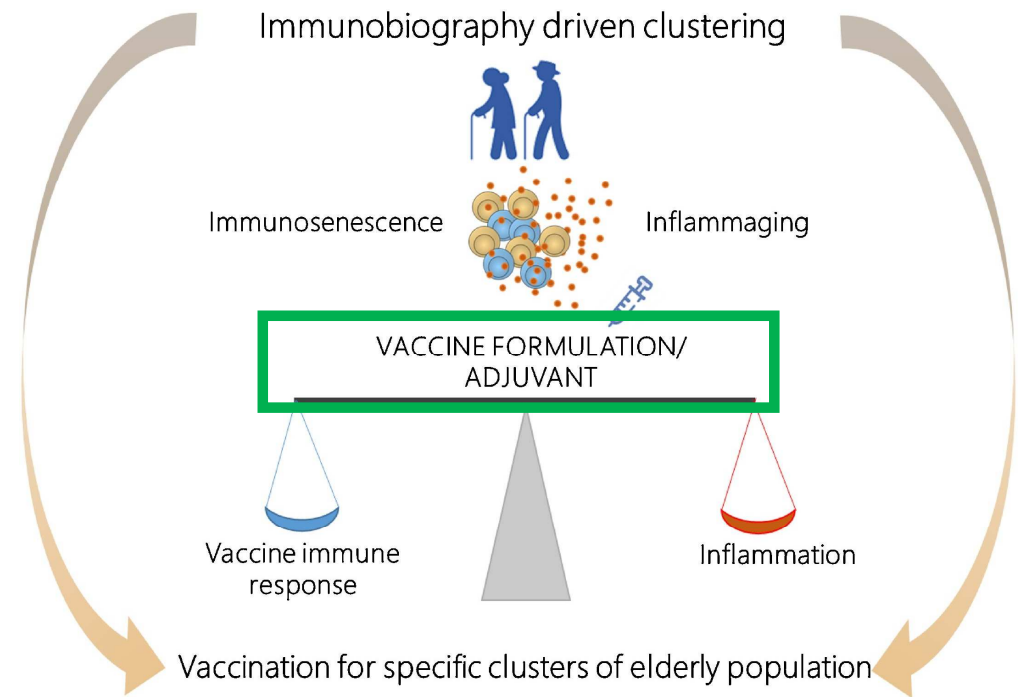 Immunobiography driven clustering
Immunosenescence
Inflammaging
VACCINE FORMULATION/
ADJUVANT
Vaccine immune
response
Inflammation
Vaccination for specific clusters of elderly population